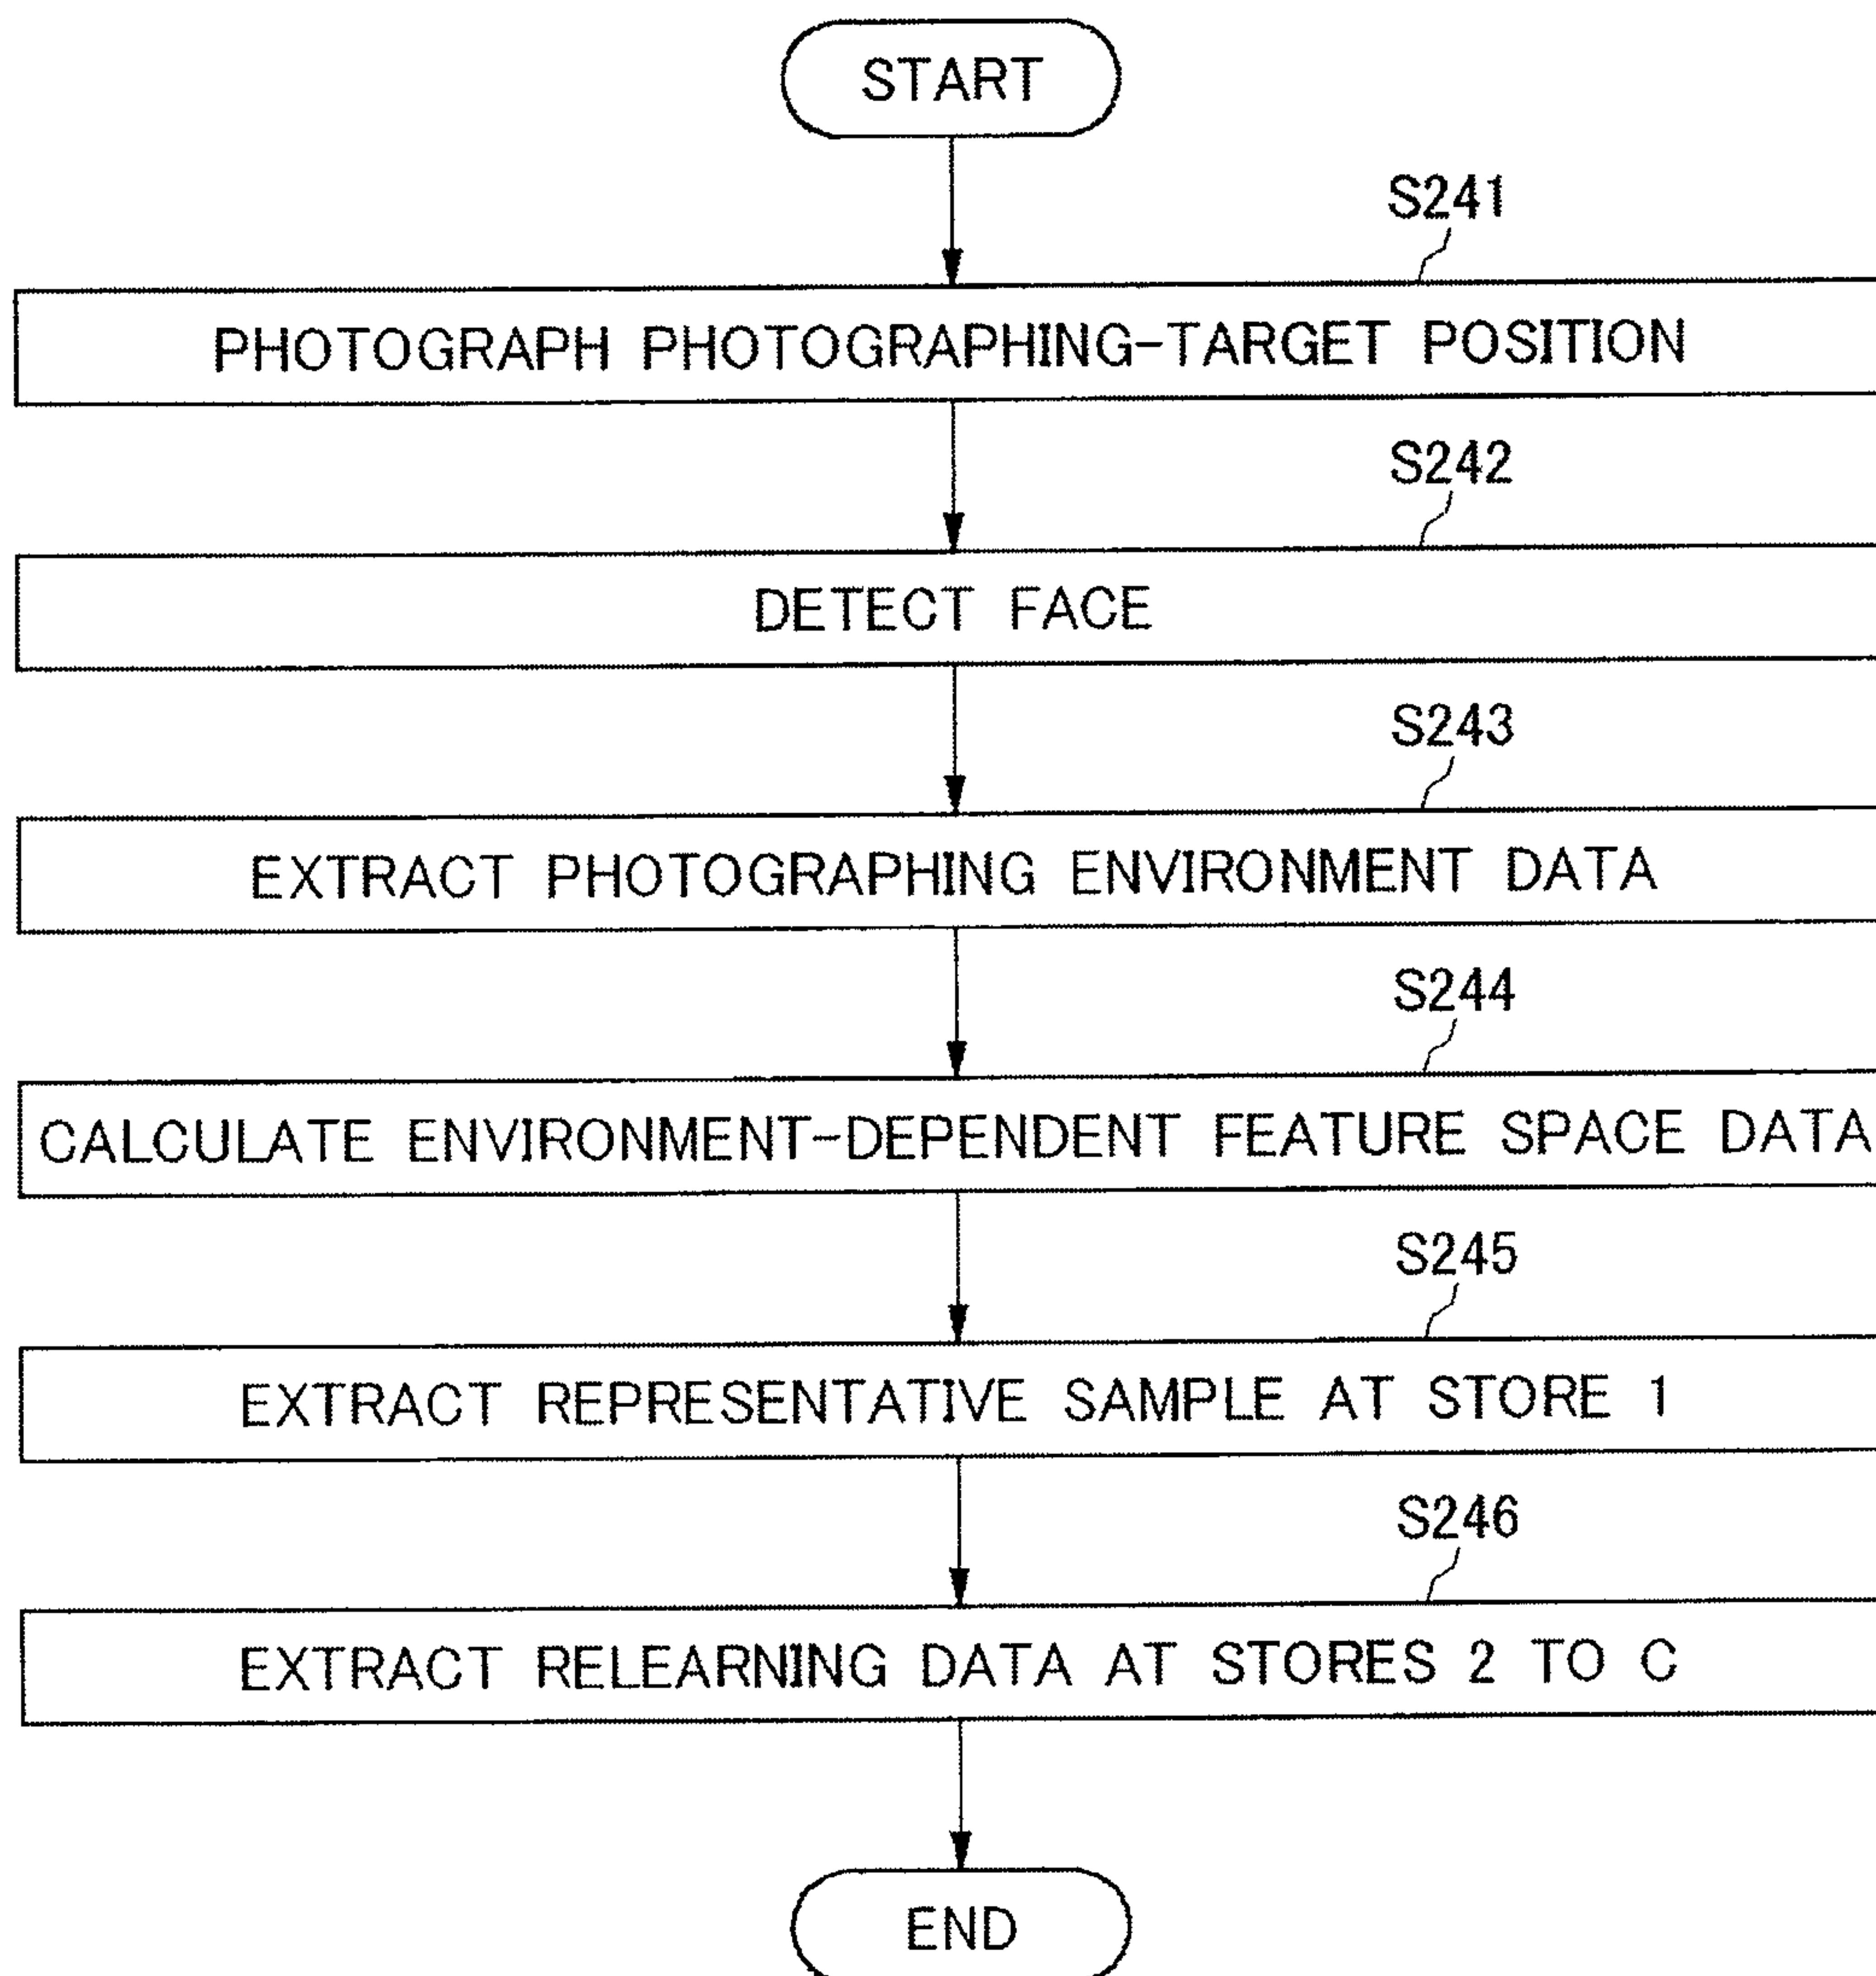 START
S241
PHOTOGRAPH PHOTOGRAPHING-TARGET POSITION
S242
DETECT FACE
S243
EXTRACT PHOTOGRAPHING ENVIRONMENT DATA
S244
CALCULATE ENVIRONMENT-DEPENDENT FEATURE SPACE DATA
S245
EXTRACT REPRESENTATIVE SAMPLE AT STORE 1
S246
EXTRACT RELEARNING DATA AT STORES 2 TO C
END